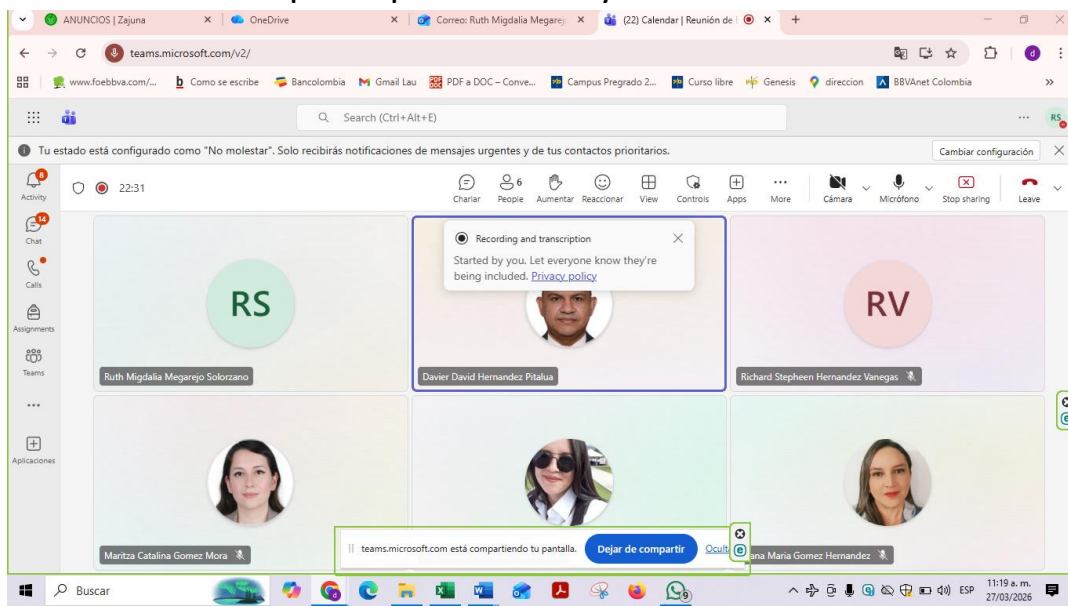 ANUNCIOS | Zajuna
OneDrive
Correo: Ruth Migdalia Megarej
(22) Calendar | Reunión de
teams.microsoft.com/v2/
d
www.foebbva.com/...
Como se escribe
Bancolombia
Gmail Lau
PDF a DOC – Conve...
Campus Pregrado 2...
Curso libre
Genesis
direccion
BBVAnet Colombia
Search (Ctrl+Alt+E)
RS
Tu estado está configurado como "No molestar". Solo recibirás notificaciones de mensajes urgentes y de tus contactos prioritarios.
Cambiar configuración
8
Activity
14
Chat
Calls
Assignments
Teams
Aplicaciones
22:31
Charlar
6
People
Aumentar
Reaccionar
View
Controls
Apps
More
Cámara
Micrófono
Stop sharing
Leave
Recording and transcription
Started by you. Let everyone know they're
being included. Privacy policy
RS
RV
Ruth Migdalia Megarejo Solorzano
Davier David Hernandez Pitalua
Richard Stepheen Hernandez Vanegas
Maritza Catalina Gomez Mora
teams.microsoft.com está compartiendo tu pantalla.
Dejar de compartir
Maria Gomez Hernandez
Buscar
9
ESP
11:19 a. m.
27/03/2026